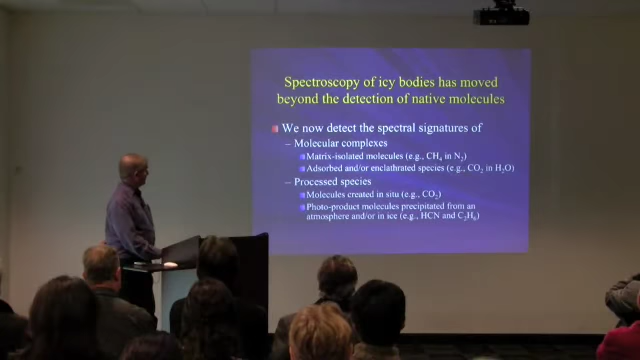 Spectroscopy of icy bodies has moved
beyond the detection of native molecules
We now detect the spectral signatures of
– Molecular complexes
Matrix-isolated molecules (e.g., CH₄ in N₂)
Adsorbed and/or enclathrated species (e.g., CO₂ in H₂O)
– Processed species
Molecules created in situ (e.g., CO₂)
Photo-product molecules precipitated from an
atmosphere and/or in ice (e.g., HCN and C₂H₆)